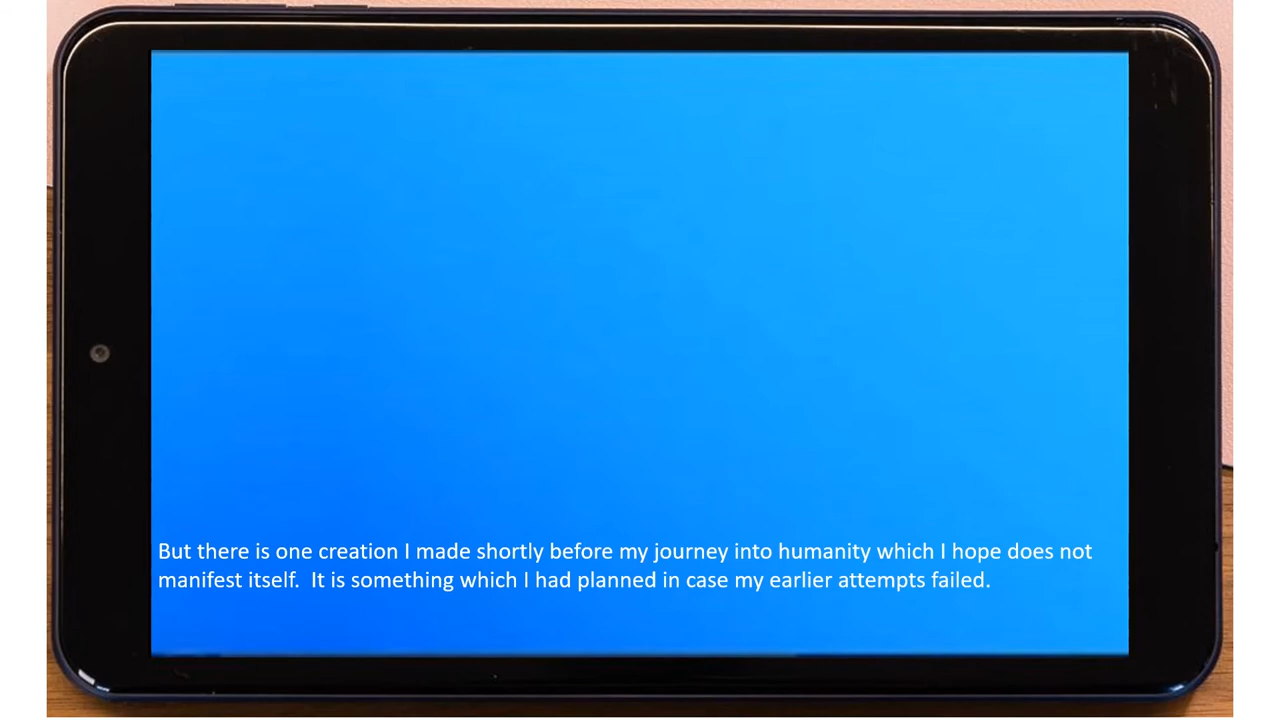 But there is one creation I made shortly before my journey into humanity which I hope does not
manifest itself.  It is something which I had planned in case my earlier attempts failed.